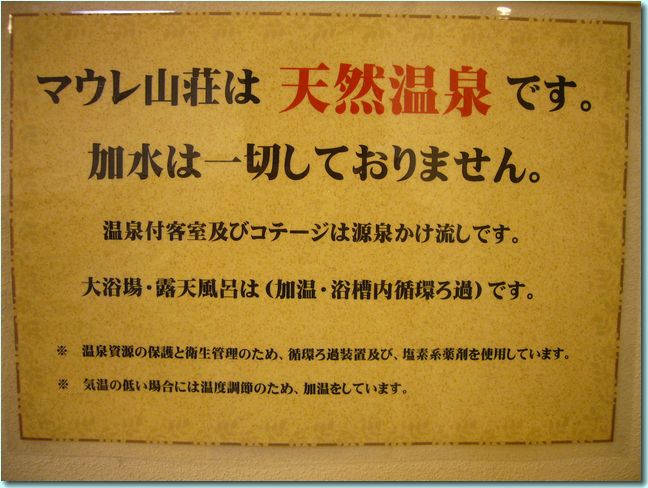 マウレ山荘は 天然温泉 です。
加水は一切しておりません。
温泉付客室及びコテージは源泉かけ流しです。
大浴場・露天風呂は(加温・浴槽内循環ろ過)です。
※ 温泉資源の保護と衛生管理のため、循環ろ過装置及び、塩素系薬剤を使用しています。
※ 気温の低い場合には温度調節のため、加温をしています。